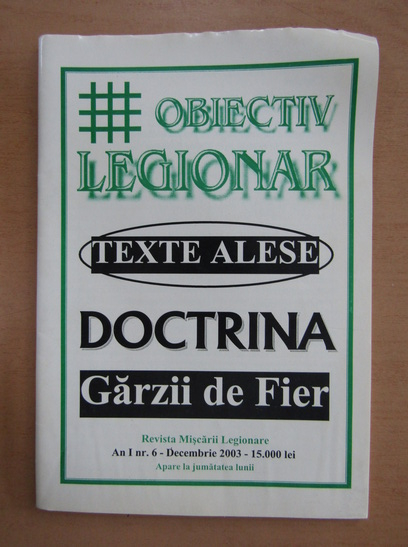 OBIECTIV
LEGIONAR
TEXTE ALESE
DOCTRINA
Gărzii de Fier
Revista Mişcării Legionare
An I nr. 6 - Decembrie 2003 - 15.000 lei
Apare la jumătatea lunii